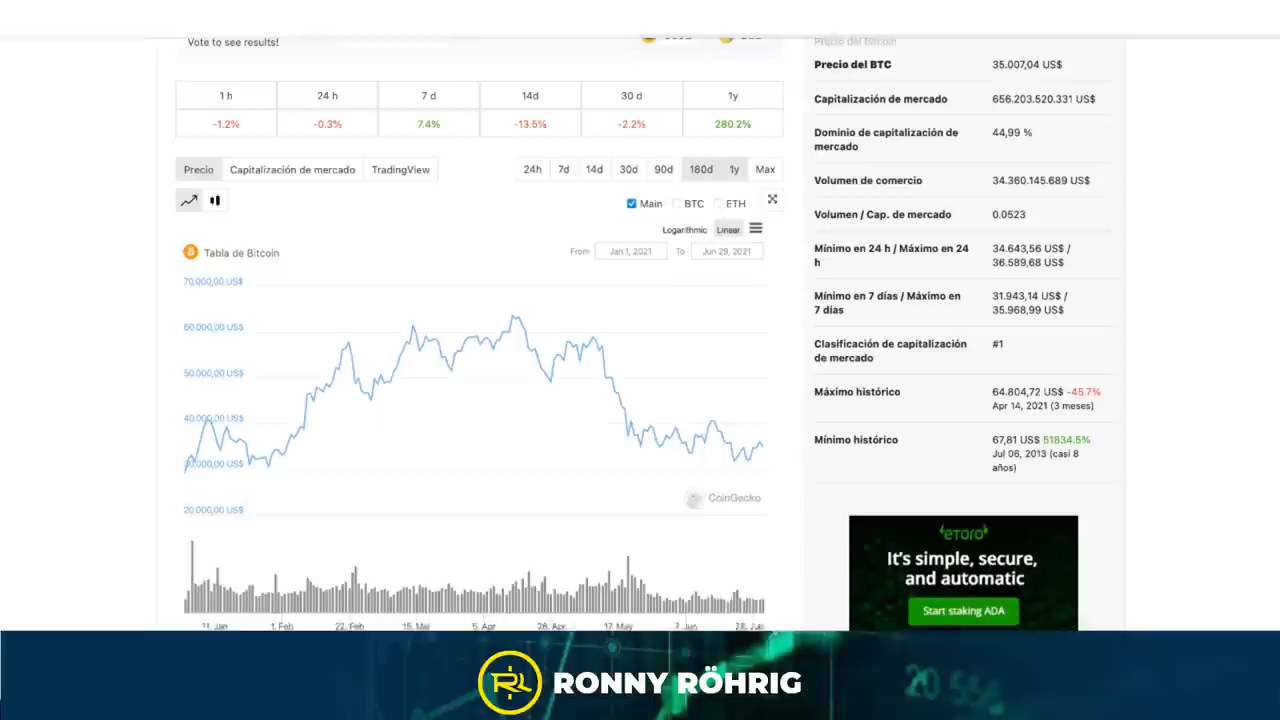 Vote to see results!
1 h 24 h 7 d 14d 30 d 1y
-1.2% -0.3% 7.4% -13.5% -2.2% 280.2%
Precio Capitalización de mercado TradingView 24h 7d 14d 30d 90d 180d 1y Max
Main BTC ETH
Logarithmic Linear
Tabla de Bitcoin From Jan 1, 2021 To Jun 29, 2021
70.000,00 US$
60.000,00 US$
50.000,00 US$
40.000,00 US$
30.000,00 US$
20.000,00 US$
CoinGecko
11. Jan 1. Feb 22. Feb 5. Apr 26. Apr 17. May 7. Jun 28. Jun
Precio del Bitcoin
Precio del BTC 35.007,04 US$
Capitalización de mercado 656.203.520.331 US$
Dominio de capitalización de 44,99 %
mercado
Volumen de comercio 34.360.145.689 US$
Volumen / Cap. de mercado 0.0523
Mínimo en 24 h / Máximo en 24 34.643,56 US$ /
h 36.589,68 US$
Mínimo en 7 días / Máximo en 31.943,14 US$ /
7 días 35.968,99 US$
Clasificación de capitalización #1
de mercado
Máximo histórico 64.804,72 US$ -45.7%
Apr 14, 2021 (3 meses)
Mínimo histórico 67,81 US$ 51834.5%
Jul 06, 2013 (casi 8
años)
eToro
It's simple, secure,
and automatic
Start staking ADA
RONNY RÖHRIG